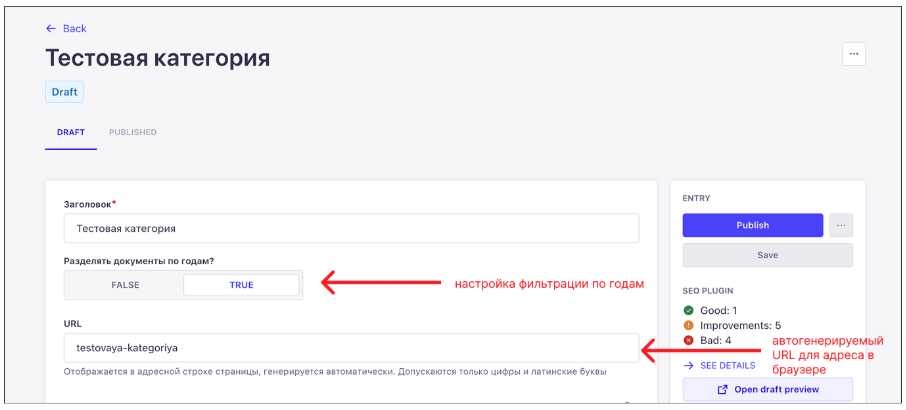 ← Back
Тестовая категория
...
Draft
DRAFT PUBLISHED
Заголовок*
Тестовая категория
Разделять документы по годам?
FALSE TRUE
настройка фильтрации по годам
URL
testovaya-kategoriya
Отображается в адресной строке страницы, генерируется автоматически. Допускаются только цифры и латинские буквы
ENTRY
Publish
...
Save
SEO PLUGIN
Good: 1
Improvements: 5
Bad: 4
→ SEE DETAILS
Open draft preview
автогенерируемый
URL для адреса в
браузере